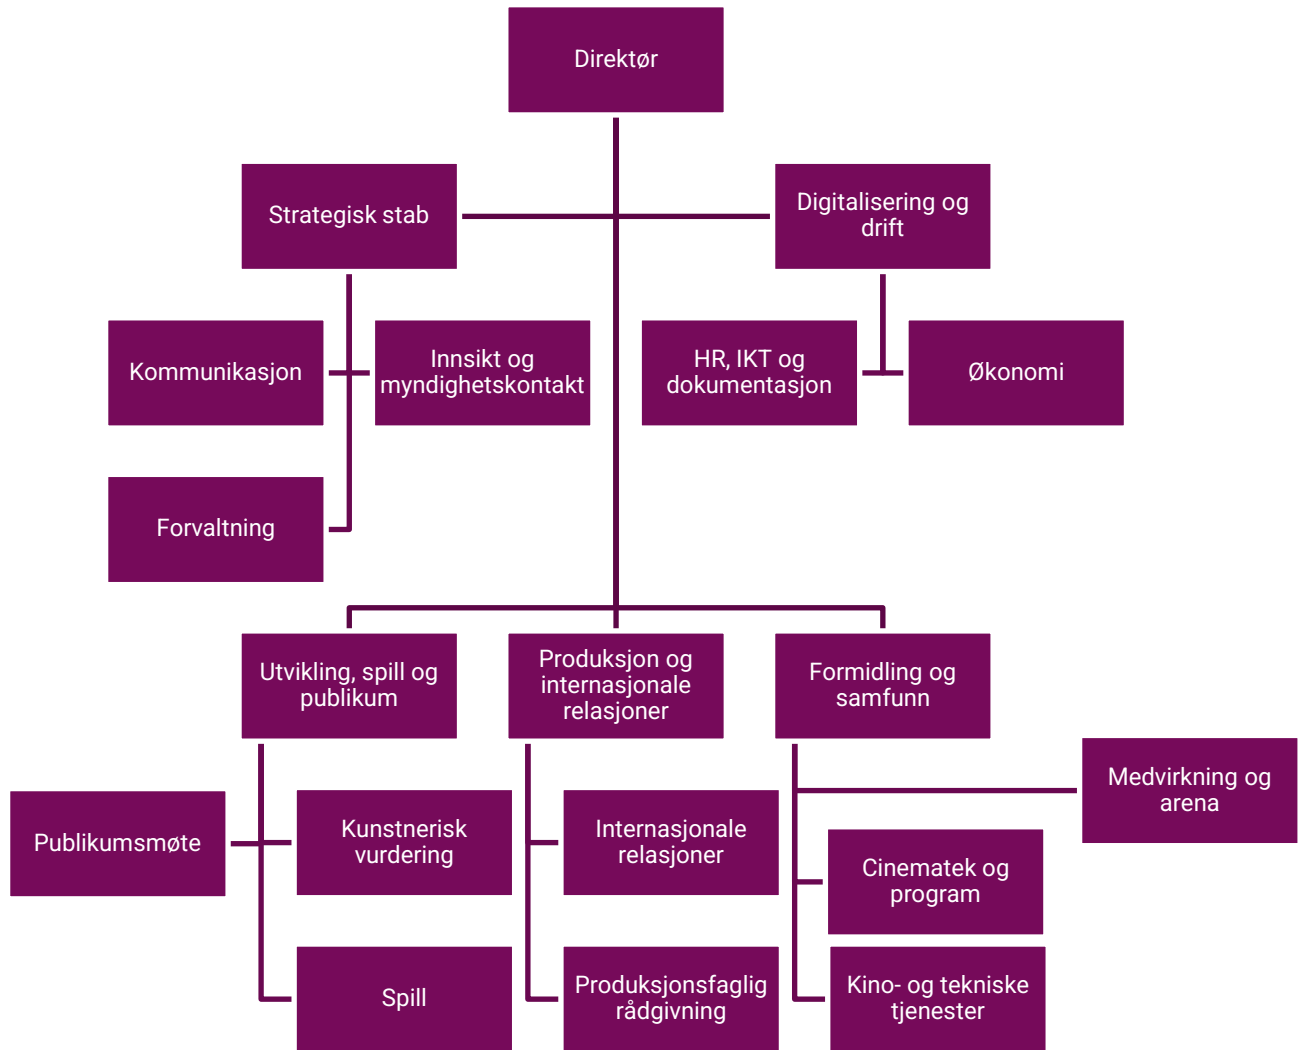 Direktør
Strategisk stab
Digitalisering og
drift
Kommunikasjon
Innsikt og
myndighetskontakt
HR, IKT og
dokumentasjon
Økonomi
Forvaltning
Utvikling, spill og
publikum
Produksjon og
internasjonale
relasjoner
Formidling og
samfunn
Medvirkning og
arena
Publikumsmøte
Kunstnerisk
vurdering
Internasjonale
relasjoner
Cinematek og
program
Spill
Produksjonsfaglig
rådgivning
Kino- og tekniske
tjenester